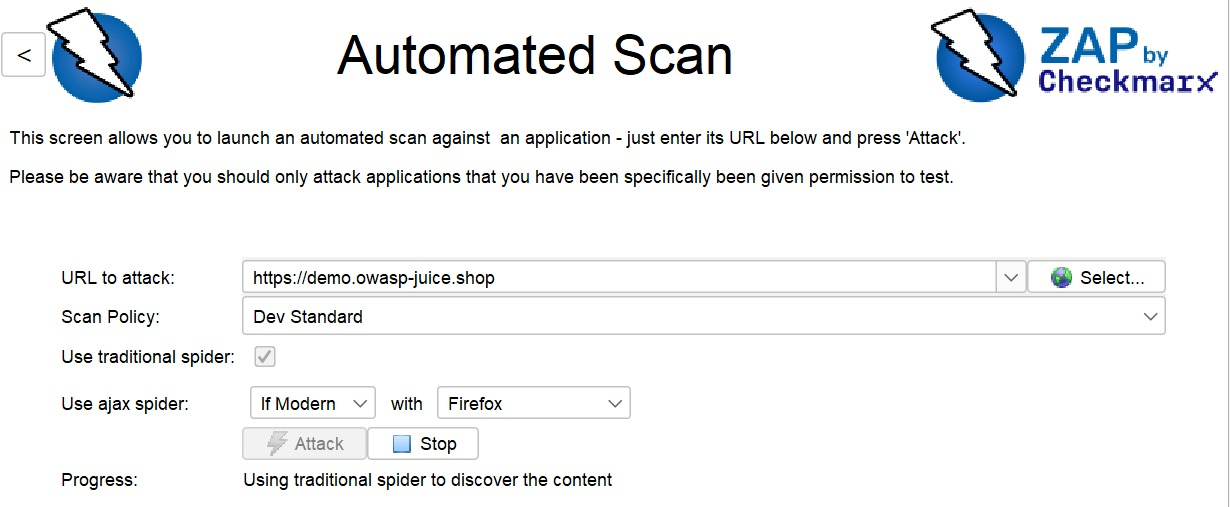 <
Automated Scan
ZAP by
Checkmarx
This screen allows you to launch an automated scan against  an application - just enter its URL below and press 'Attack'.
Please be aware that you should only attack applications that you have been specifically been given permission to test.
URL to attack: https://demo.owasp-juice.shop Select...
Scan Policy: Dev Standard
Use traditional spider:
Use ajax spider: If Modern with Firefox
Attack Stop
Progress: Using traditional spider to discover the content